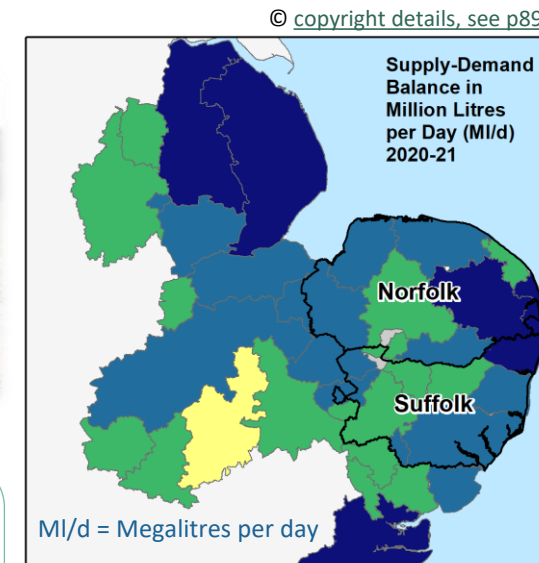 © copyright details, see p89
Supply-Demand
Balance in
Million Litres
per Day (Ml/d)
2020-21
Norfolk
Suffolk
Ml/d = Megalitres per day